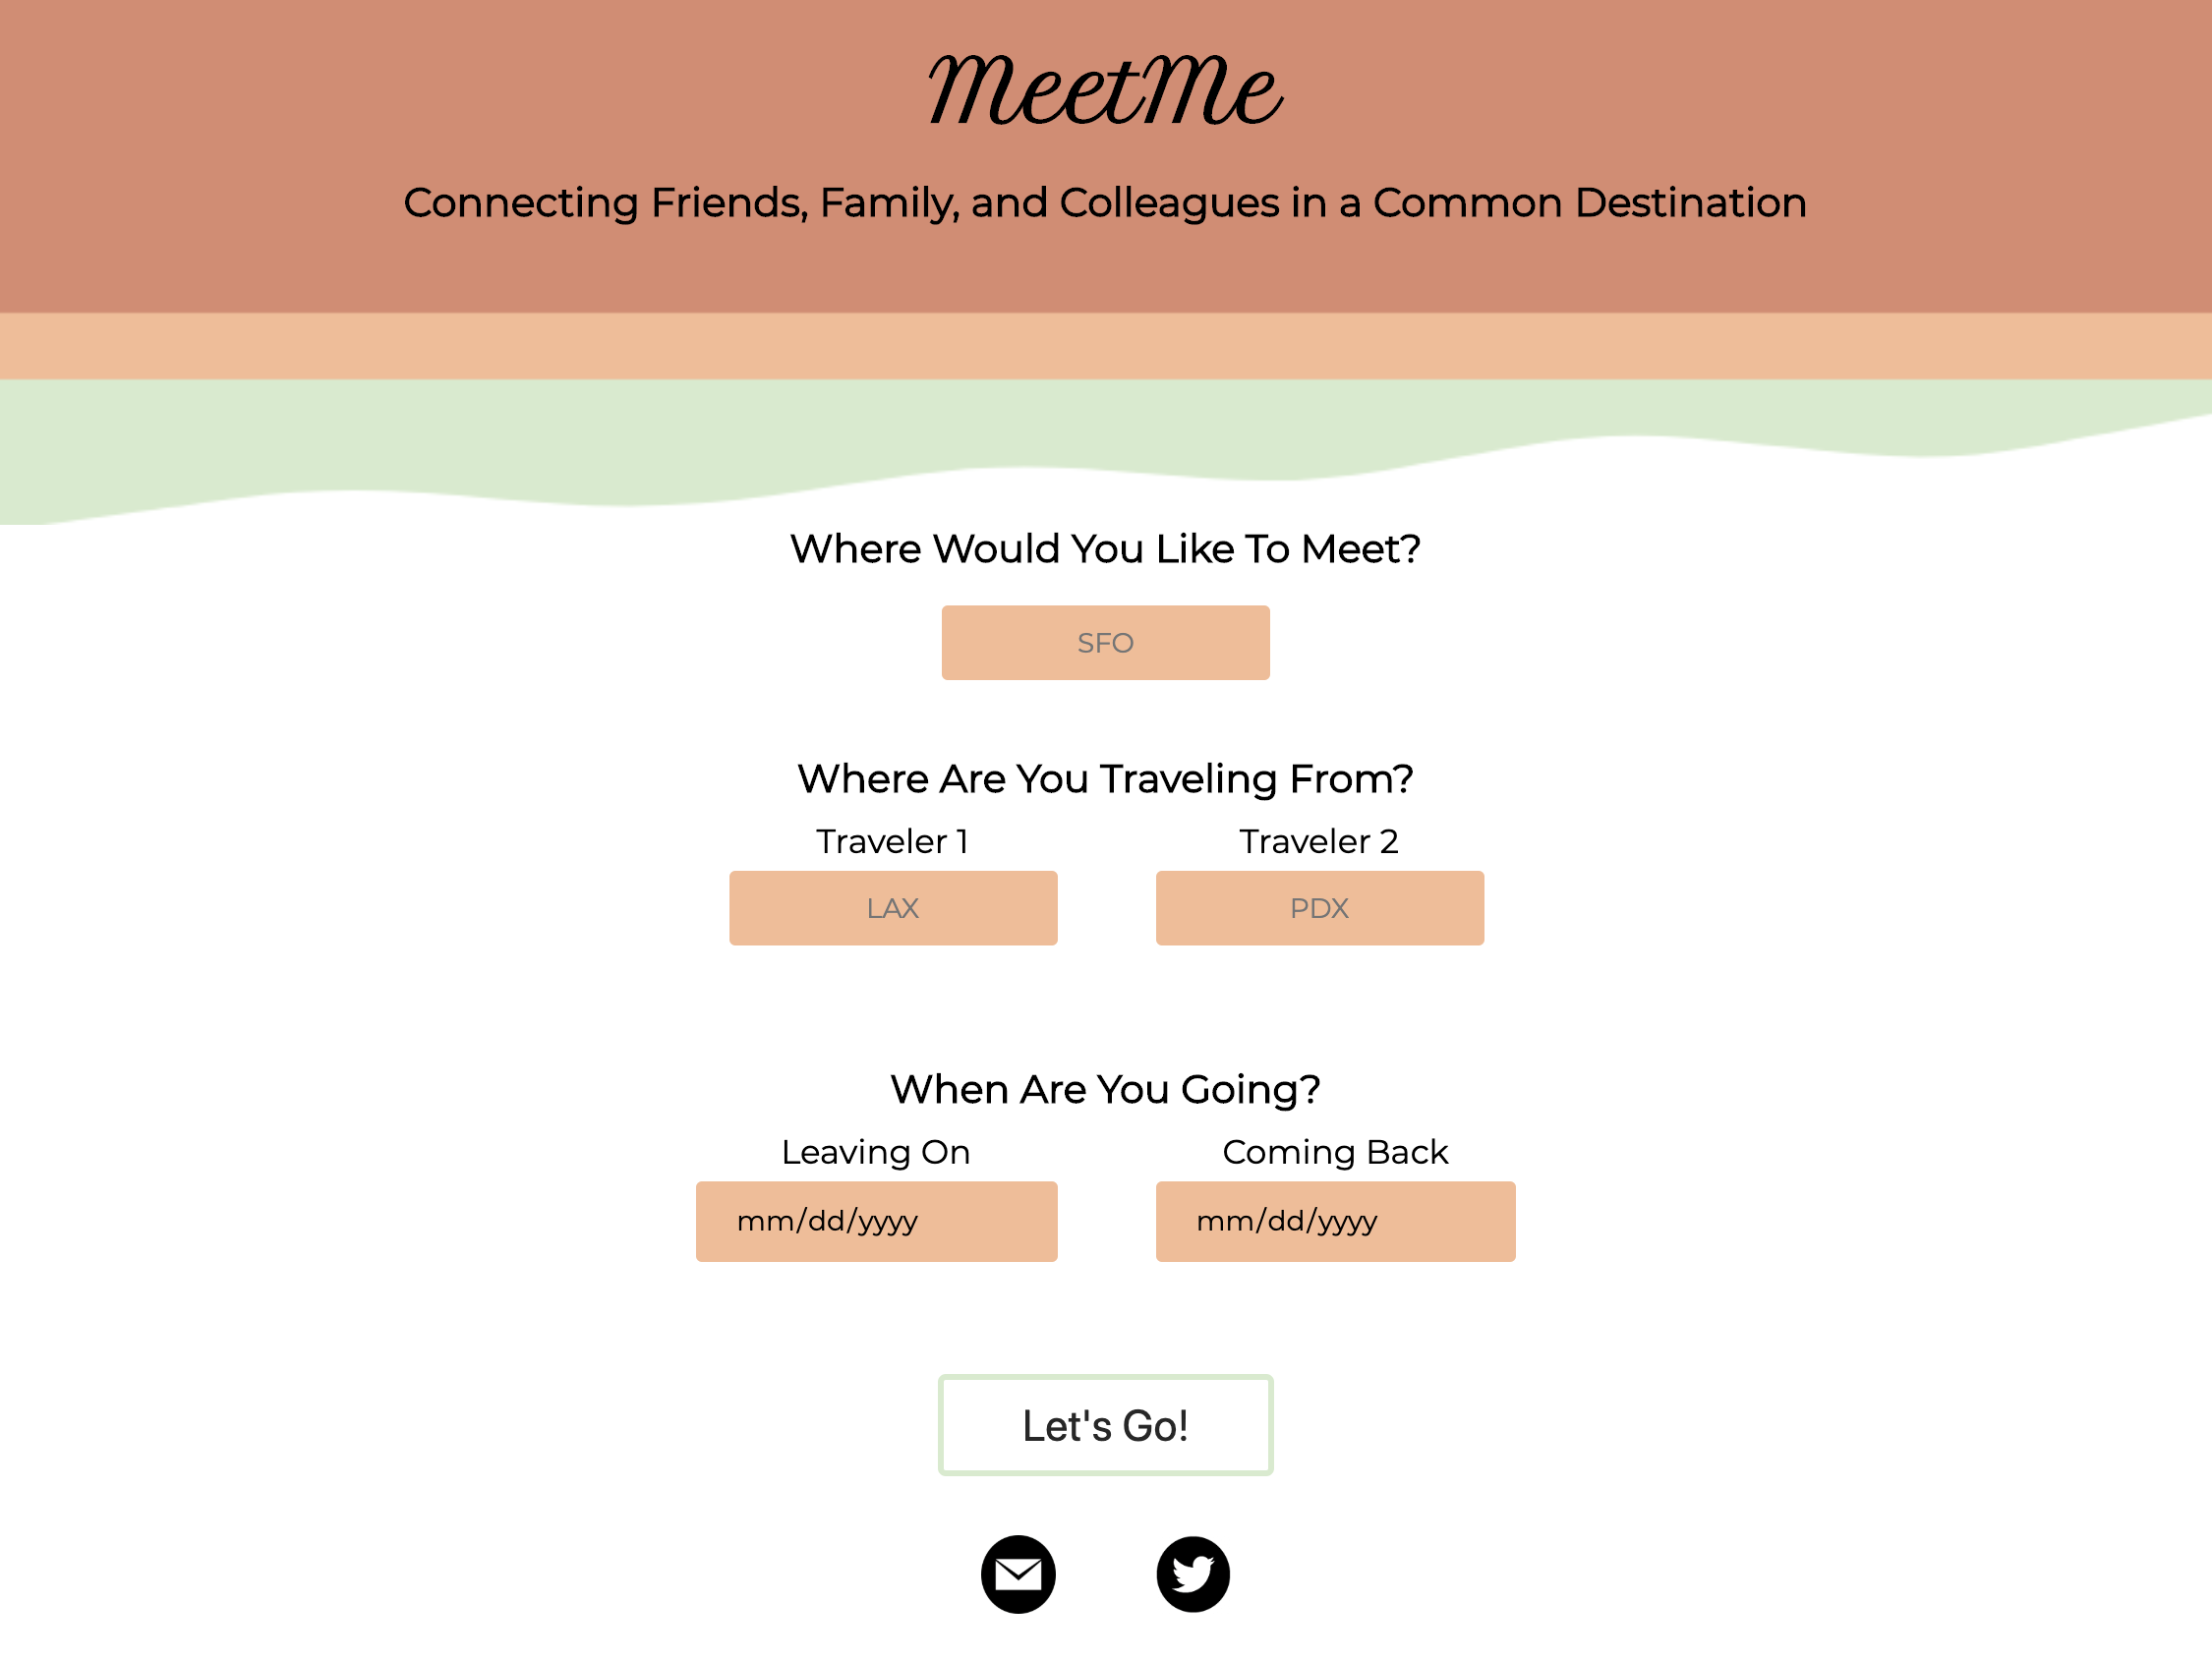 MeetMe
Connecting Friends, Family, and Colleagues in a Common Destination
Where Would You Like To Meet?
SFO
Where Are You Traveling From?
Traveler 1
Traveler 2
LAX
PDX
When Are You Going?
Leaving On
Coming Back
mm/dd/yyyy
mm/dd/yyyy
Let's Go!